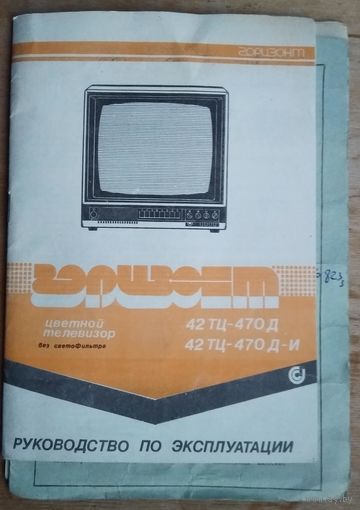 горизонт
горизонт
цветной
телевизор
без светофильтра
42 ТЦ-470 Д
42 ТЦ-470 Д-И
РУКОВОДСТВО ПО ЭКСПЛУАТАЦИИ